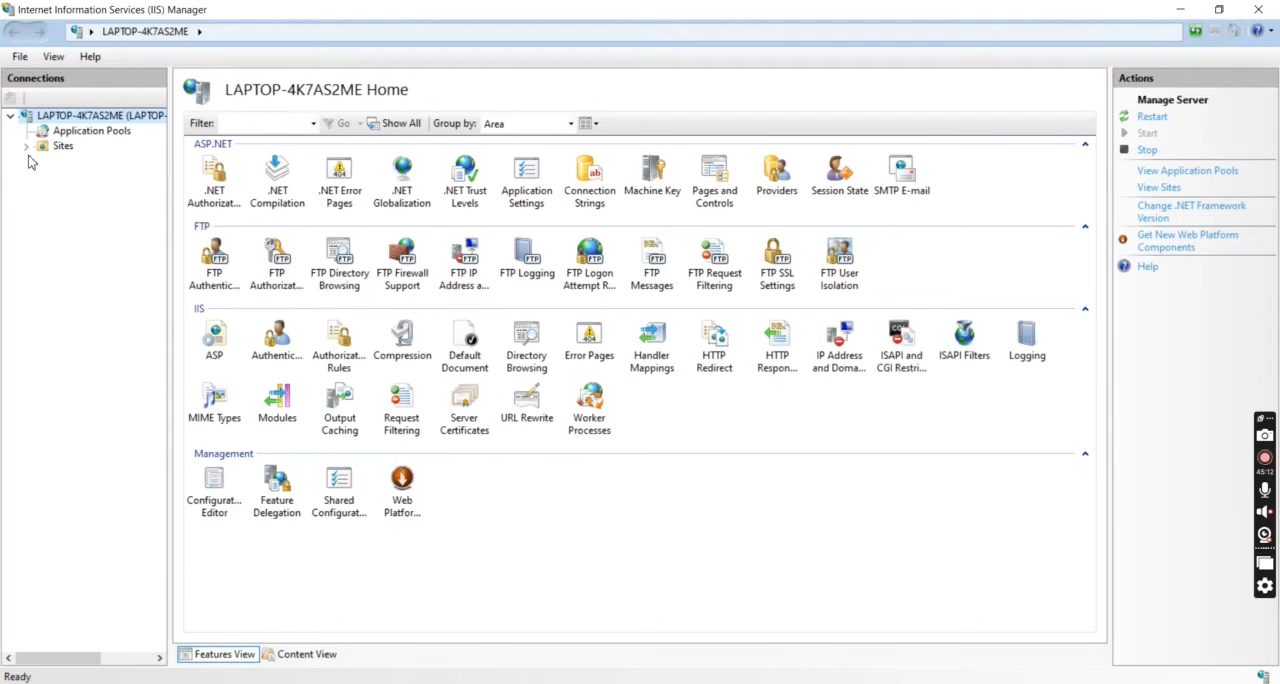 Internet Information Services (IIS) Manager
LAPTOP-4K7AS2ME
File View Help
Connections
LAPTOP-4K7AS2ME (LAPTOP-
Application Pools
Sites
LAPTOP-4K7AS2ME Home
Filter: Go Show All Group by: Area
ASP.NET
.NET Authorizat...
.NET Compilation
.NET Error Pages
.NET Globalization
.NET Trust Levels
Application Settings
Connection Strings
Machine Key
Pages and Controls
Providers
Session State
SMTP E-mail
FTP
FTP Authentic...
FTP Authorizat...
FTP Directory Browsing
FTP Firewall Support
FTP IP Address a...
FTP Logging
FTP Logon Attempt R...
FTP Messages
FTP Request Filtering
FTP SSL Settings
FTP User Isolation
IIS
ASP
Authentic...
Authorizat... Rules
Compression
Default Document
Directory Browsing
Error Pages
Handler Mappings
HTTP Redirect
HTTP Respon...
IP Address and Doma...
ISAPI and CGI Restri...
ISAPI Filters
Logging
MIME Types
Modules
Output Caching
Request Filtering
Server Certificates
URL Rewrite
Worker Processes
Management
Configurat... Editor
Feature Delegation
Shared Configurat...
Web Platfor...
Features View Content View
Ready
Actions
Manage Server
Restart
Start
Stop
View Application Pools
View Sites
Change .NET Framework
Version
Get New Web Platform
Components
Help
45:12